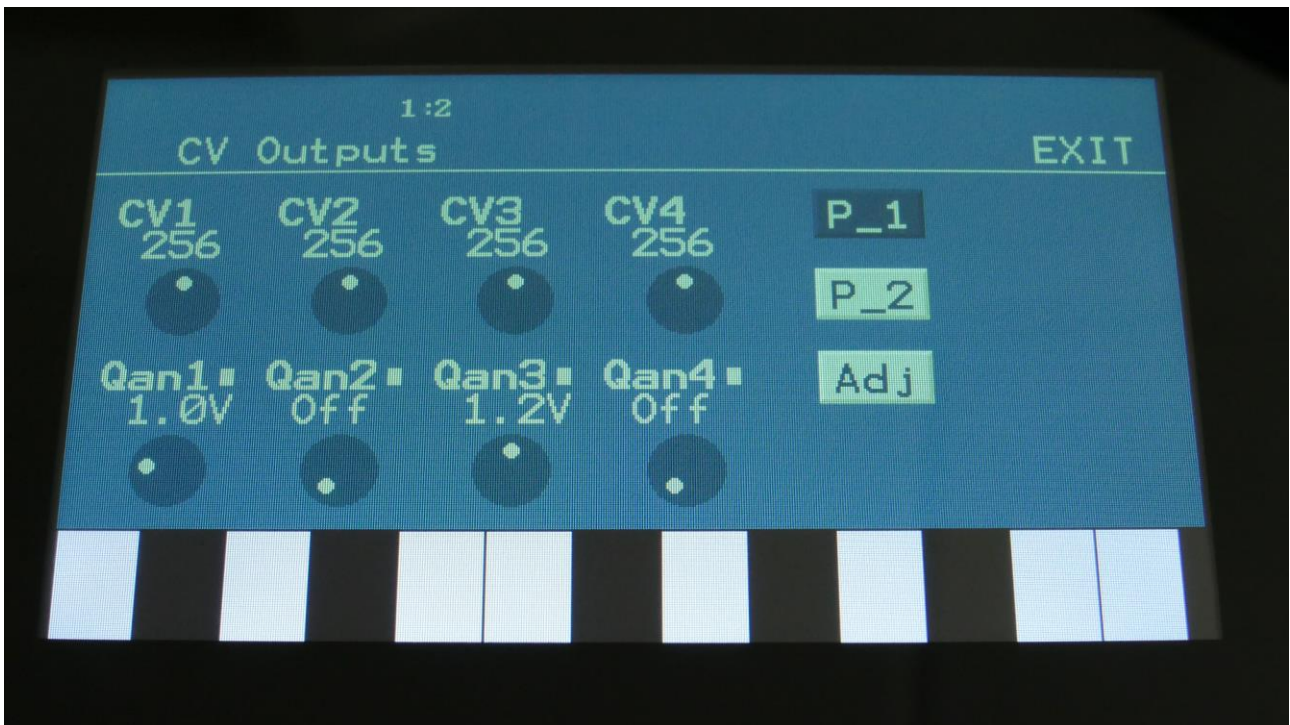 1:2
CV Outputs EXIT
CV1 CV2 CV3 CV4 P_1
256 256 256 256
P_2
Qan1 Qan2 Qan3 Qan4 Adj
1.0V Off 1.2V Off